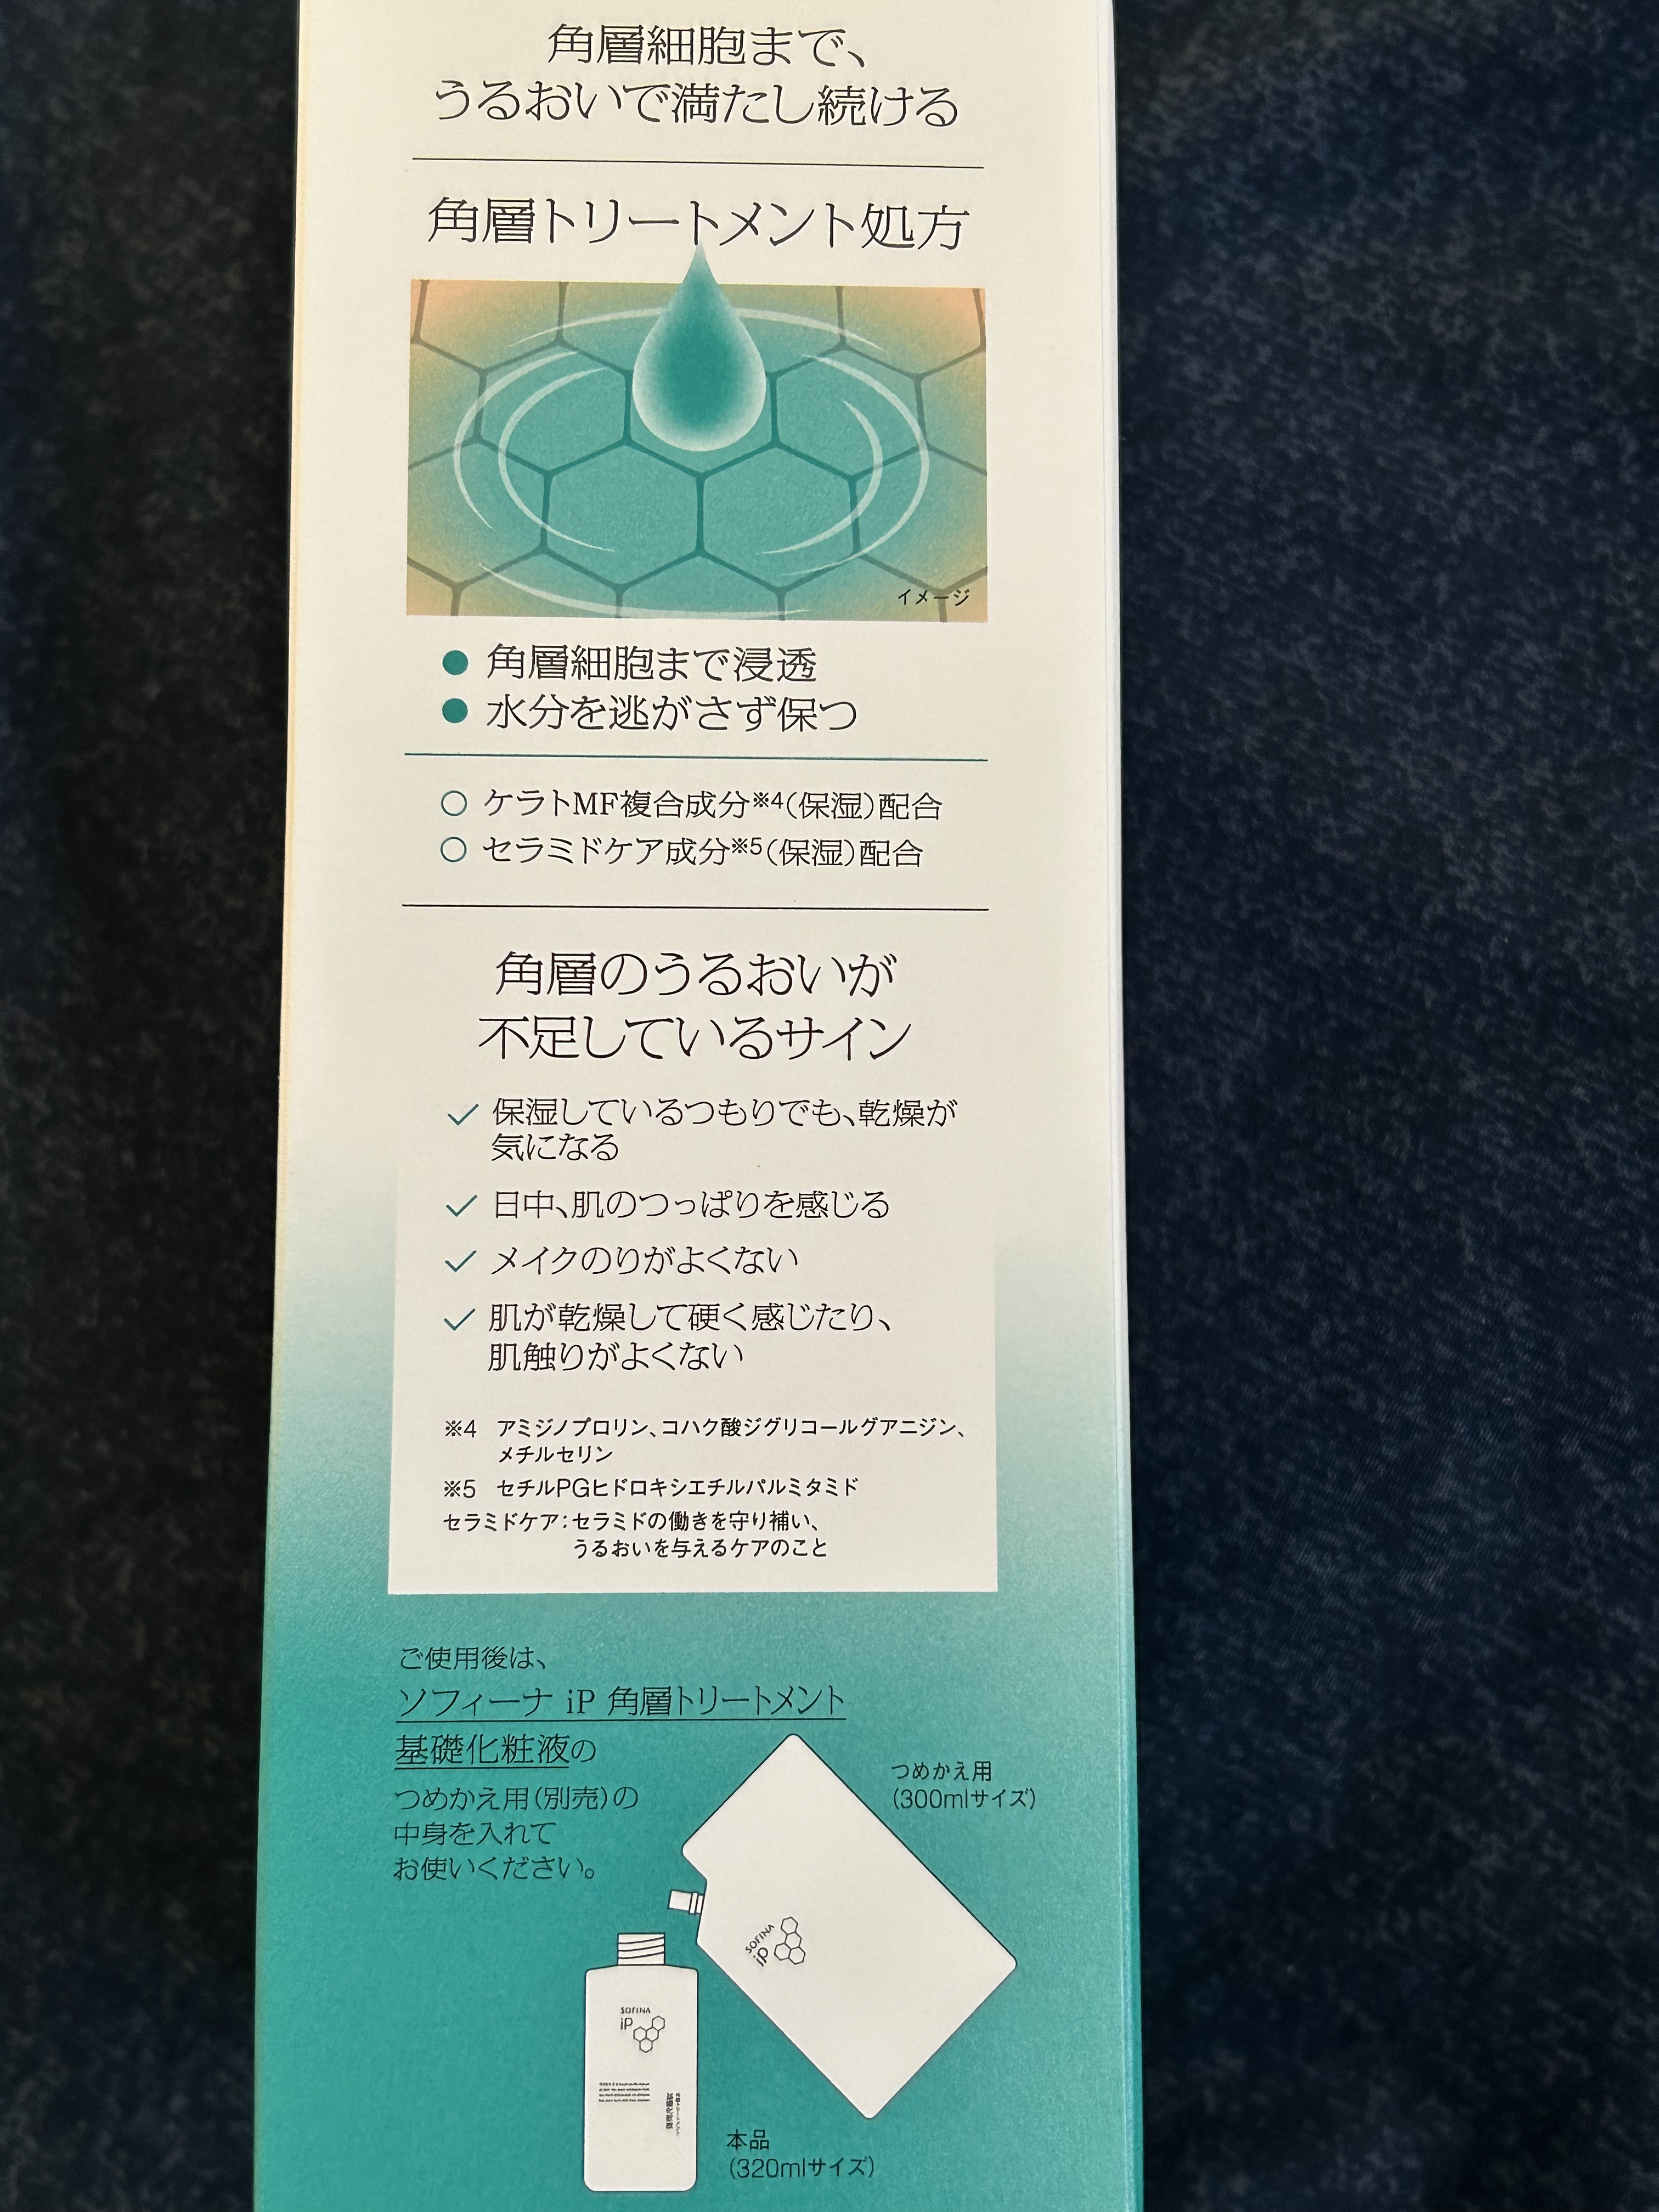 角層細胞まで、
うるおいで満たし続ける
角層トリートメント処方
イメージ
● 角層細胞まで浸透
● 水分を逃がさず保つ
○ ケラトMF複合成分※4(保湿)配合
○ セラミドケア成分※5(保湿)配合
角層のうるおいが
不足しているサイン
✓ 保湿しているつもりでも、乾燥が
気になる
✓ 日中、肌のつっぱりを感じる
✓ メイクのりがよくない
✓ 肌が乾燥して硬く感じたり、
肌触りがよくない
※4 アミジノプロリン、コハク酸ジグリコールグアニジン、
メチルセリン
※5 セチルPGヒドロキシエチルパルミタミド
セラミドケア:セラミドの働きを守り補い、
うるおいを与えるケアのこと
ご使用後は、
ソフィーナ iP 角層トリートメント
基礎化粧液の
つめかえ用(別売)の
中身を入れて
お使いください。
つめかえ用
(300mlサイズ)
SOFINA
iP
SOFINA
iP
本品
(320mlサイズ)